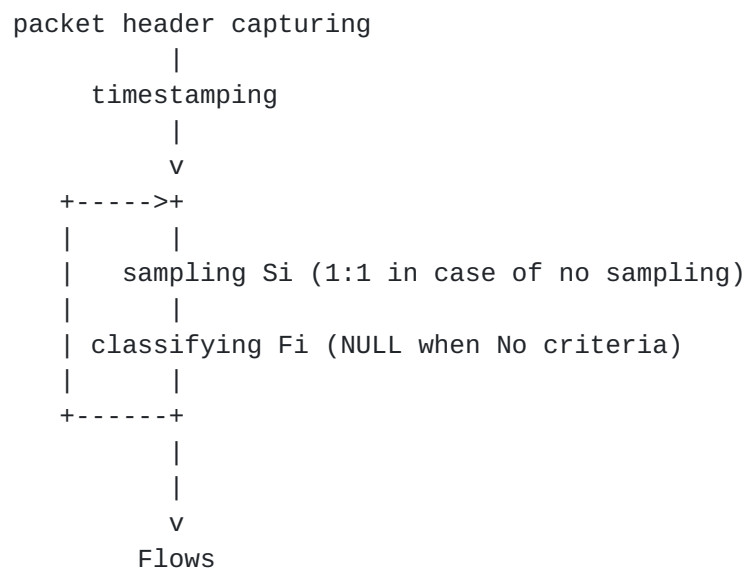 packet header capturing
|
timestamping
|
v
+----->+
|      |
|   sampling Si (1:1 in case of no sampling)
|      |
| classifying Fi (NULL when No criteria)
|      |
+------+
|
|
v
Flows